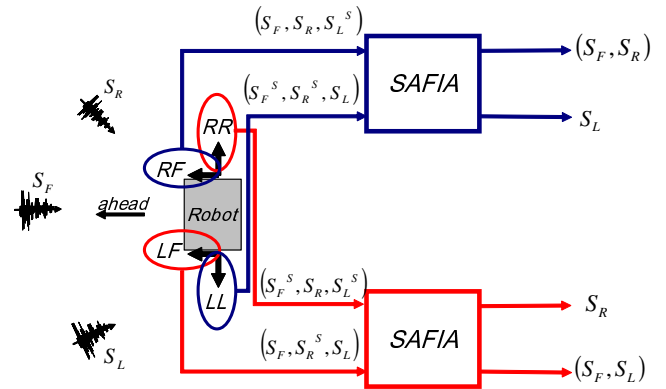 (S_F, S_R, S_L^S)
(S_F, S_R)
SAFIA
S_R
(S_F^S, S_R^S, S_L)
S_L
RR
RF
S_F
ahead
Robot
LF
LL
(S_F^S, S_R, S_L^S)
S_R
SAFIA
(S_F, S_R^S, S_L)
S_L
(S_F, S_L)